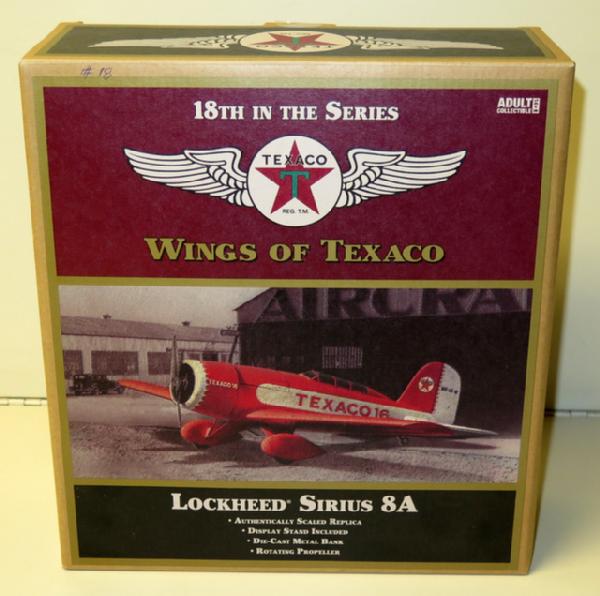 # 18
18TH IN THE SERIES
ADULT COLLECTIBLE
TEXACO
T
REG. T.M.
WINGS OF TEXACO
AIRCRA
TEXACO 16
TEXACO 16
LOCKHEED® SIRIUS 8A
• AUTHENTICALLY SCALED REPLICA
• DISPLAY STAND INCLUDED
• DIE-CAST METAL BANK
• ROTATING PROPELLER